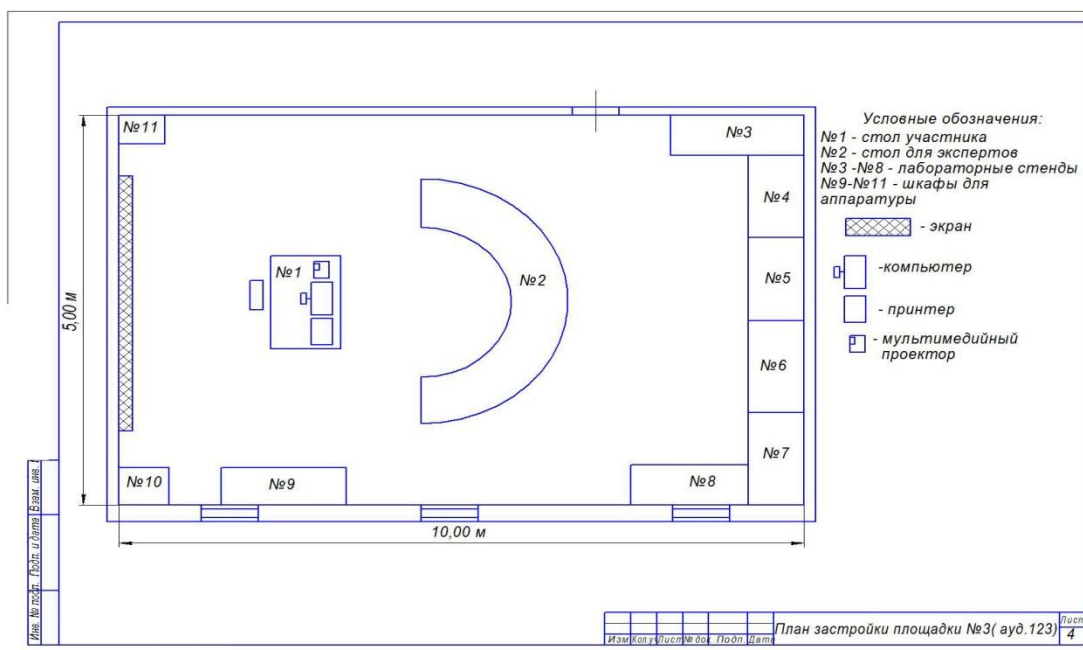 №11
№3
Условные обозначения:
№1 - стол участника
№2 - стол для экспертов
№3 -№8 - лабораторные стенды
№9-№11 - шкафы для
аппаратуры
- экран
-компьютер
- принтер
- мультимедийный
проектор
№4
№5
№6
№7
№1
№2
5,00 м
№10
№9
№8
10,00 м
Взам. инв.
Подп. и дата
Инв. № подл.
Изм Кол.уч Лист № док. Подп. Дата
План застройки площадки №3( ауд.123)
Лист
4